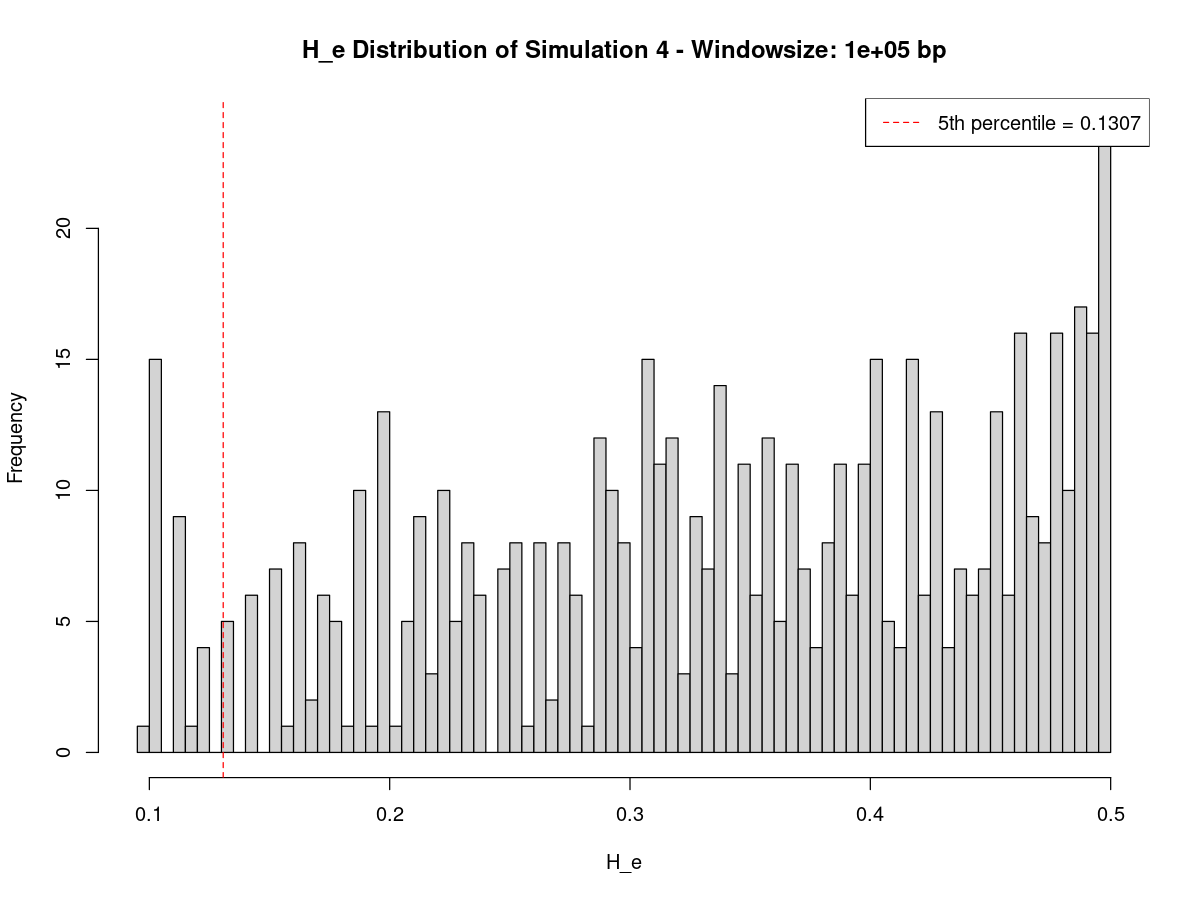 H_e Distribution of Simulation 4 - Windowsize: 1e+05 bp
5th percentile = 0.1307
Frequency
20
15
10
5
0
0.1 0.2 0.3 0.4 0.5
H_e